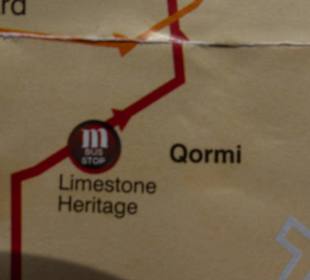 rd
m
BUS
STOP
Qormi
Limestone
Heritage